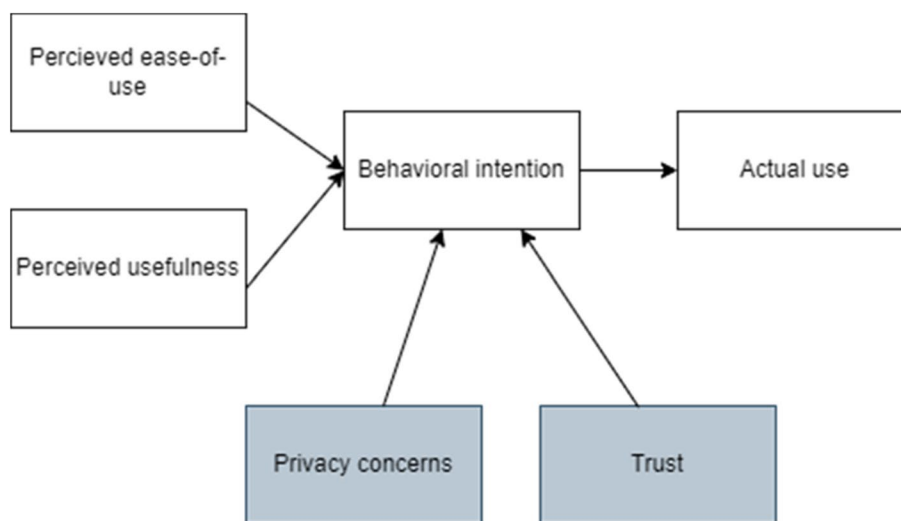 Percieved ease-of-
use
Behavioral intention
Actual use
Perceived usefulness
Privacy concerns
Trust